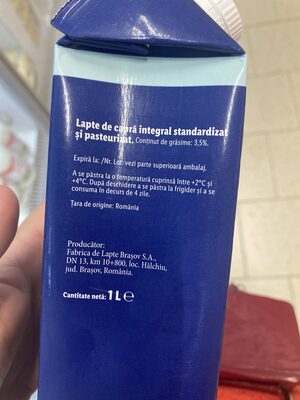 Lapte de capră integral standardizat
și pasteurizat. Conținut de grăsime: 3,5%.
Expiră la: /Nr. Lot: vezi parte superioară ambalaj.
A se păstra la o temperatură cuprinsă între +2°C și
+4°C. După deschidere a se păstra la frigider și a se
consuma în decurs de 4 zile.
Țara de origine: România
Producător:
Fabrica de Lapte Brașov S.A.,
DN 13, km 10+800, loc. Hălchiu,
jud. Brașov, România.
Cantitate netă: 1L℮